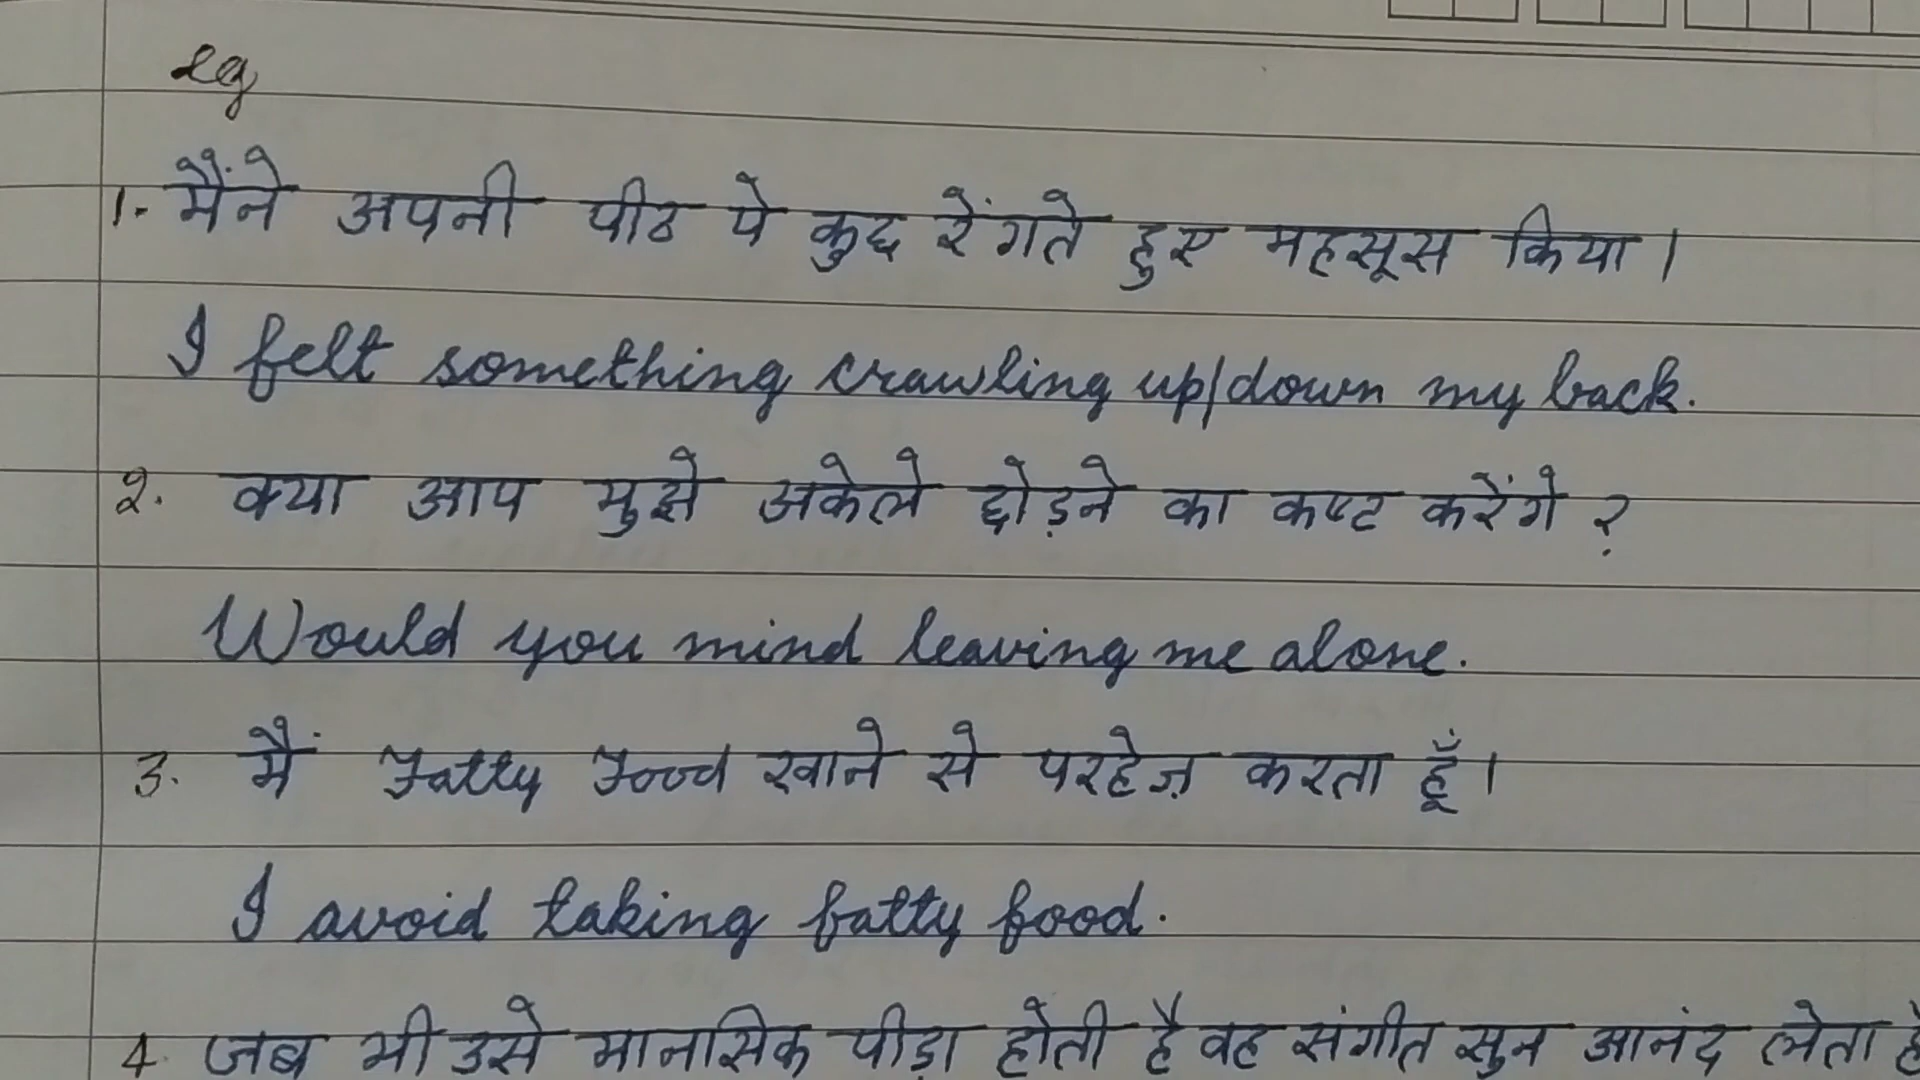 eg
1. मैंने अपनी पीठ पे कुछ रेंगते हुए महसूस किया।
I felt something crawling up/down my back.
2. क्या आप मुझे अकेले छोड़ने का कष्ट करेंगे?
Would you mind leaving me alone.
3. मैं Fatty Food खाने से परहेज़ करता हूँ।
I avoid taking fatty food.
4. जब भी उसे मानसिक पीड़ा होती है वह संगीत सुन आनंद लेता है